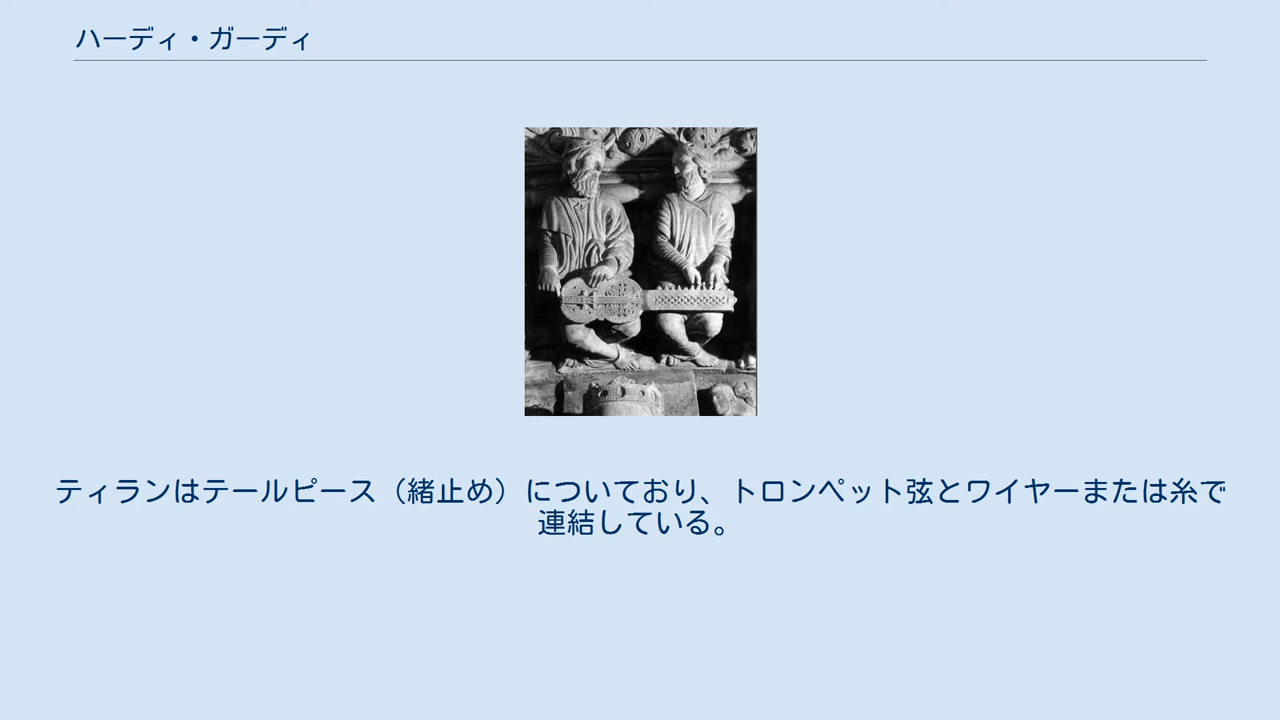 ハーディ・ガーディ
ティランはテールピース（緒止め）についており、トロンペット弦とワイヤーまたは糸で
連結している。